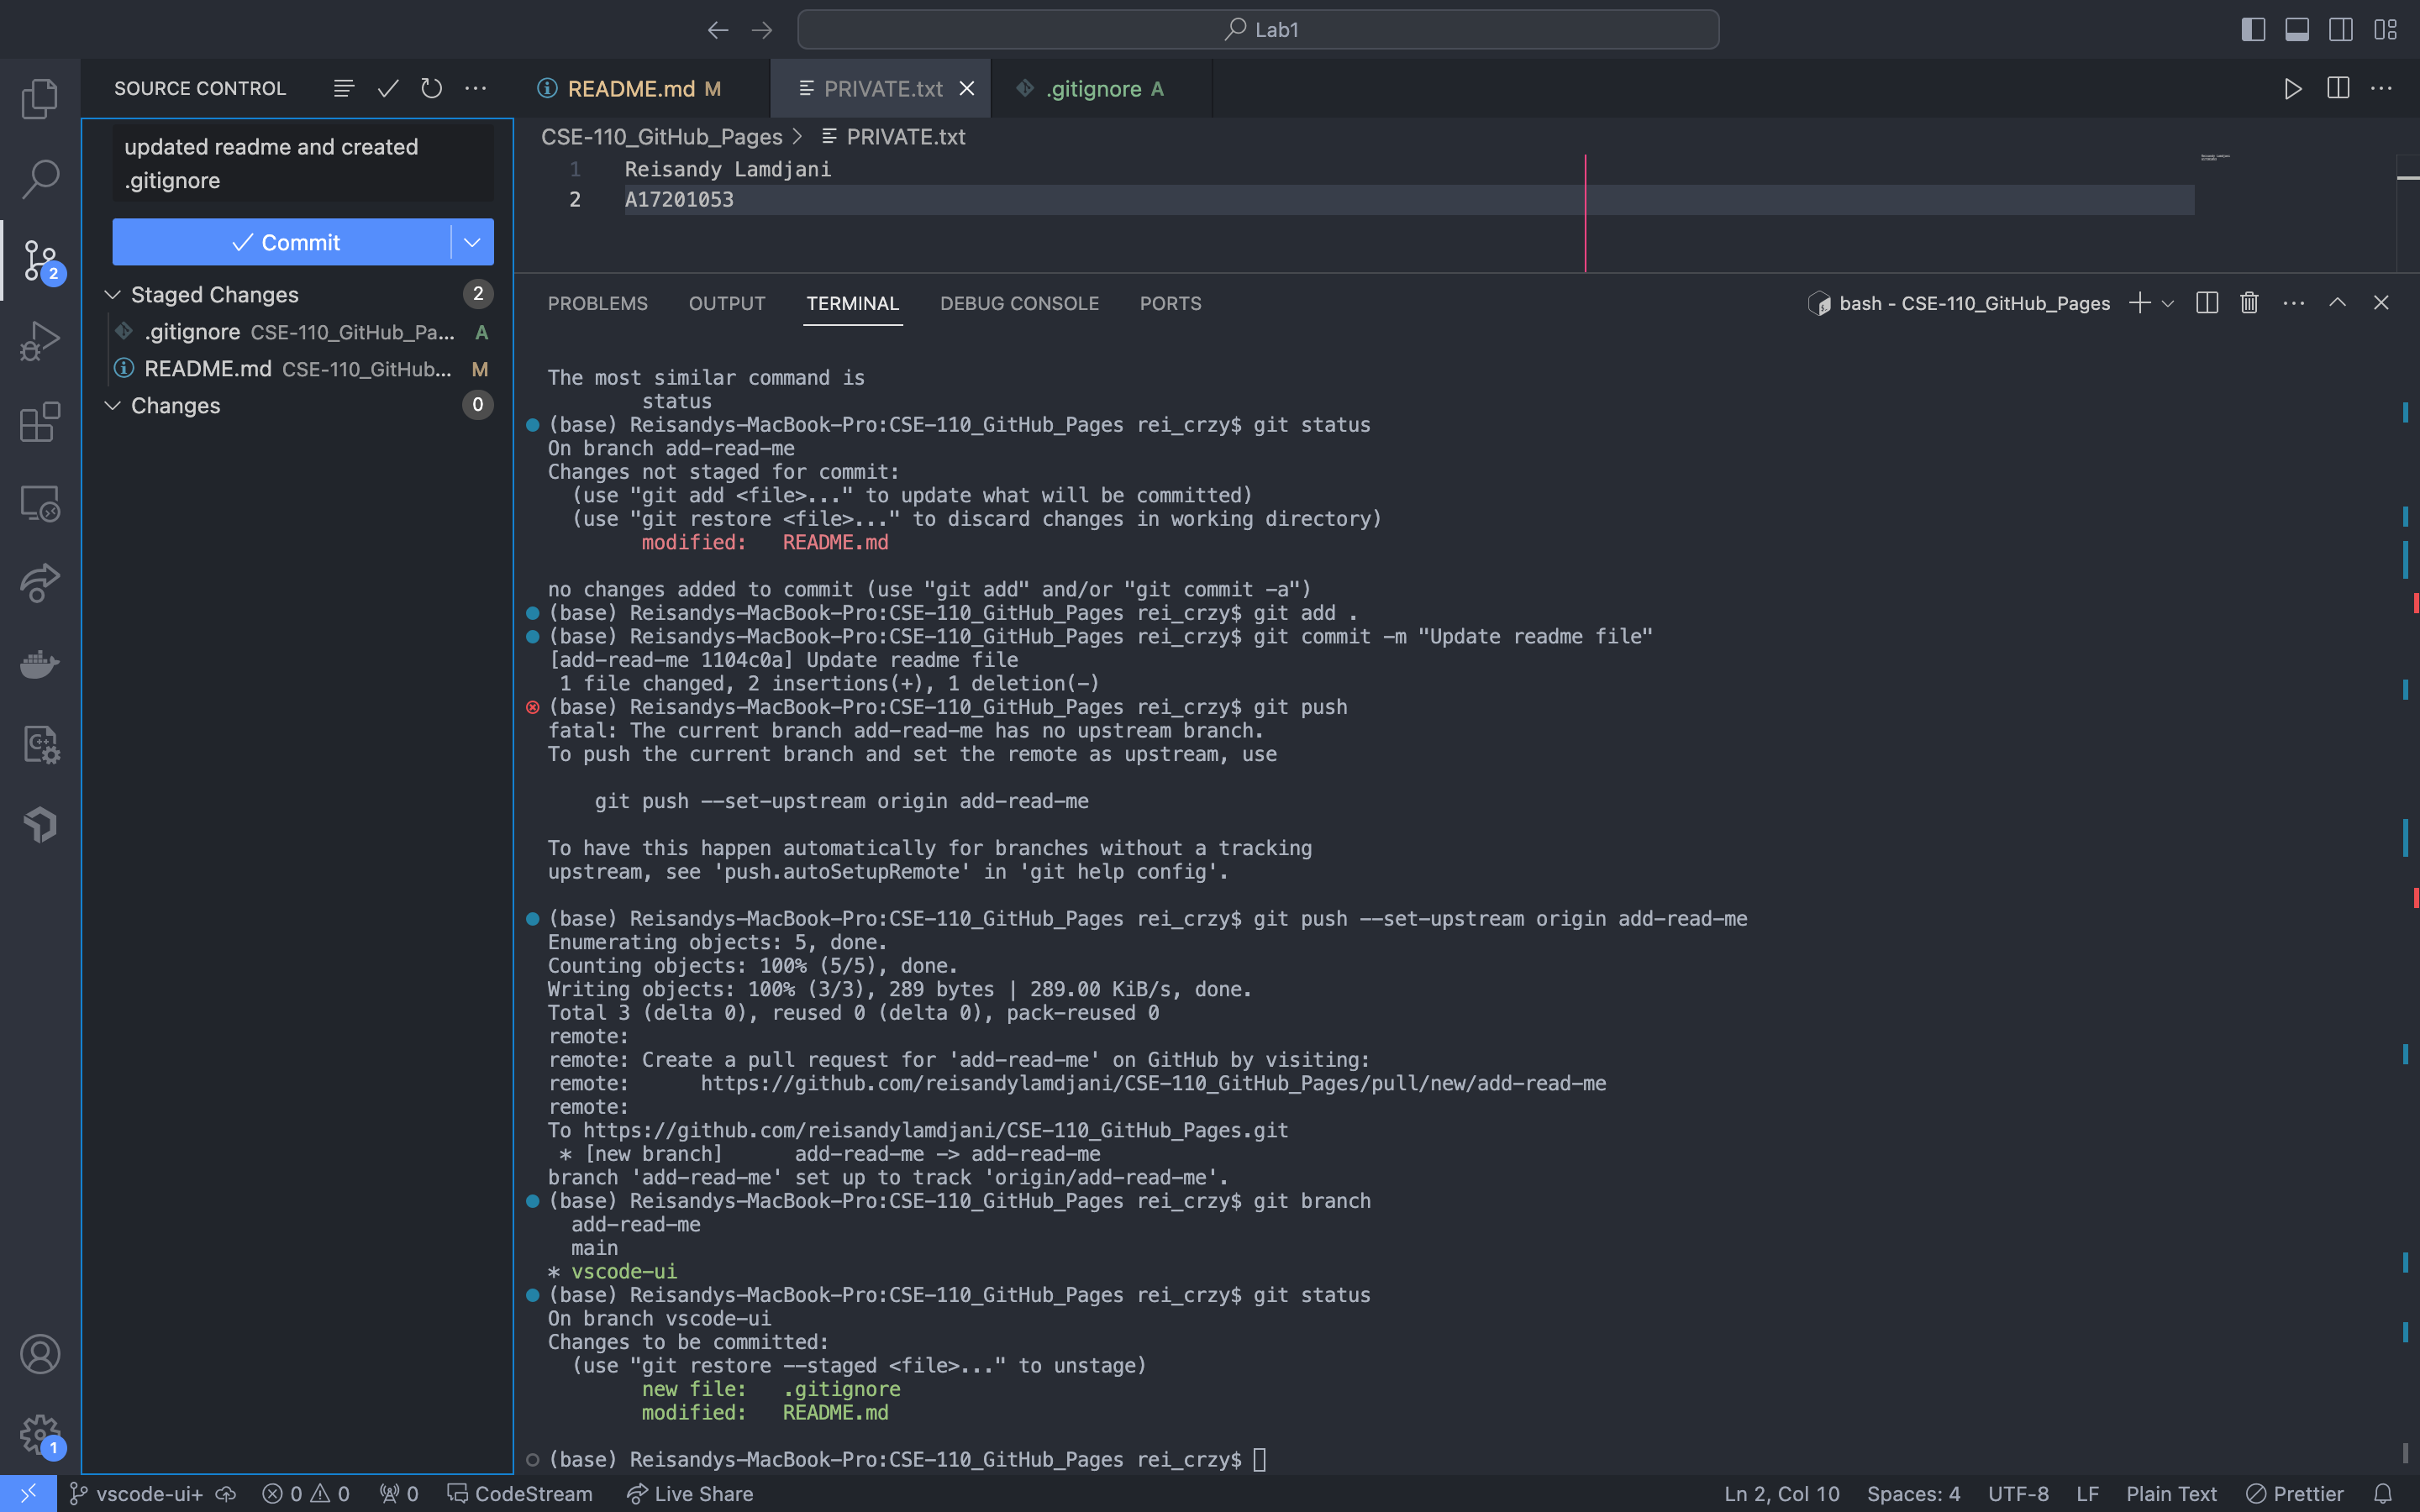 Lab1
SOURCE CONTROL
README.md M
PRIVATE.txt
.gitignore A
updated readme and created
.gitignore
Commit
Staged Changes 2
.gitignore CSE-110_GitHub_Pa... A
README.md CSE-110_GitHub... M
Changes 0
2
1
CSE-110_GitHub_Pages > PRIVATE.txt
1 Reisandy Lamdjani
2 A17201053
PROBLEMS OUTPUT TERMINAL DEBUG CONSOLE PORTS
bash - CSE-110_GitHub_Pages
The most similar command is
status
(base) Reisandys-MacBook-Pro:CSE-110_GitHub_Pages rei_crzy$ git status
On branch add-read-me
Changes not staged for commit:
(use "git add <file>..." to update what will be committed)
(use "git restore <file>..." to discard changes in working directory)
modified: README.md
no changes added to commit (use "git add" and/or "git commit -a")
(base) Reisandys-MacBook-Pro:CSE-110_GitHub_Pages rei_crzy$ git add .
(base) Reisandys-MacBook-Pro:CSE-110_GitHub_Pages rei_crzy$ git commit -m "Update readme file"
[add-read-me 1104c0a] Update readme file
1 file changed, 2 insertions(+), 1 deletion(-)
(base) Reisandys-MacBook-Pro:CSE-110_GitHub_Pages rei_crzy$ git push
fatal: The current branch add-read-me has no upstream branch.
To push the current branch and set the remote as upstream, use
git push --set-upstream origin add-read-me
To have this happen automatically for branches without a tracking
upstream, see 'push.autoSetupRemote' in 'git help config'.
(base) Reisandys-MacBook-Pro:CSE-110_GitHub_Pages rei_crzy$ git push --set-upstream origin add-read-me
Enumerating objects: 5, done.
Counting objects: 100% (5/5), done.
Writing objects: 100% (3/3), 289 bytes | 289.00 KiB/s, done.
Total 3 (delta 0), reused 0 (delta 0), pack-reused 0
remote:
remote: Create a pull request for 'add-read-me' on GitHub by visiting:
remote: https://github.com/reisandylamdjani/CSE-110_GitHub_Pages/pull/new/add-read-me
remote:
To https://github.com/reisandylamdjani/CSE-110_GitHub_Pages.git
* [new branch] add-read-me -> add-read-me
branch 'add-read-me' set up to track 'origin/add-read-me'.
(base) Reisandys-MacBook-Pro:CSE-110_GitHub_Pages rei_crzy$ git branch
add-read-me
main
* vscode-ui
(base) Reisandys-MacBook-Pro:CSE-110_GitHub_Pages rei_crzy$ git status
On branch vscode-ui
Changes to be committed:
(use "git restore --staged <file>..." to unstage)
new file: .gitignore
modified: README.md
(base) Reisandys-MacBook-Pro:CSE-110_GitHub_Pages rei_crzy$
vscode-ui+ 0 0 0 CodeStream Live Share Ln 2, Col 10 Spaces: 4 UTF-8 LF Plain Text Prettier